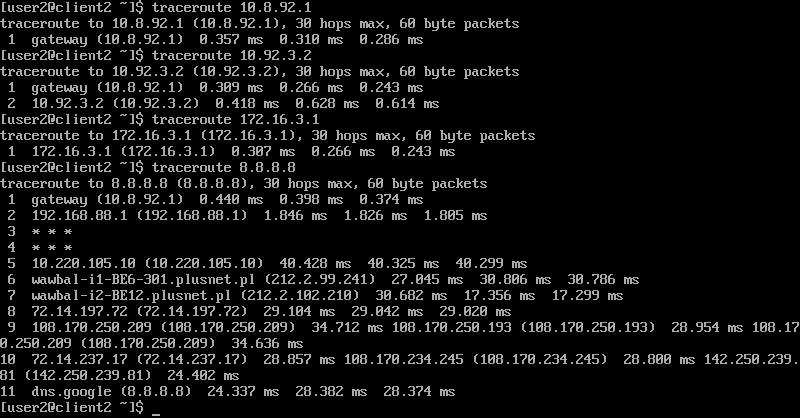 [user2@client2 ~]$ traceroute 10.8.92.1
traceroute to 10.8.92.1 (10.8.92.1), 30 hops max, 60 byte packets
 1  gateway (10.8.92.1)  0.357 ms  0.310 ms  0.286 ms
[user2@client2 ~]$ traceroute 10.92.3.2
traceroute to 10.92.3.2 (10.92.3.2), 30 hops max, 60 byte packets
 1  gateway (10.8.92.1)  0.309 ms  0.266 ms  0.243 ms
 2  10.92.3.2 (10.92.3.2)  0.418 ms  0.628 ms  0.614 ms
[user2@client2 ~]$ traceroute 172.16.3.1
traceroute to 172.16.3.1 (172.16.3.1), 30 hops max, 60 byte packets
 1  172.16.3.1 (172.16.3.1)  0.307 ms  0.266 ms  0.243 ms
[user2@client2 ~]$ traceroute 8.8.8.8
traceroute to 8.8.8.8 (8.8.8.8), 30 hops max, 60 byte packets
 1  gateway (10.8.92.1)  0.440 ms  0.398 ms  0.374 ms
 2  192.168.88.1 (192.168.88.1)  1.846 ms  1.826 ms  1.805 ms
 3  * * *
 4  * * *
 5  10.220.105.10 (10.220.105.10)  40.428 ms  40.325 ms  40.299 ms
 6  wawbal-i1-BE6-301.plusnet.pl (212.2.99.241)  27.045 ms  30.806 ms  30.786 ms
 7  wawbal-i2-BE12.plusnet.pl (212.2.102.210)  30.682 ms  17.356 ms  17.299 ms
 8  72.14.197.72 (72.14.197.72)  29.104 ms  29.042 ms  29.020 ms
 9  108.170.250.209 (108.170.250.209)  34.712 ms 108.170.250.193 (108.170.250.193)  28.954 ms 108.17
0.250.209 (108.170.250.209)  34.636 ms
10  72.14.237.17 (72.14.237.17)  28.857 ms 108.170.234.245 (108.170.234.245)  28.800 ms 142.250.239.
81 (142.250.239.81)  24.402 ms
11  dns.google (8.8.8.8)  24.337 ms  28.382 ms  28.374 ms
[user2@client2 ~]$ _